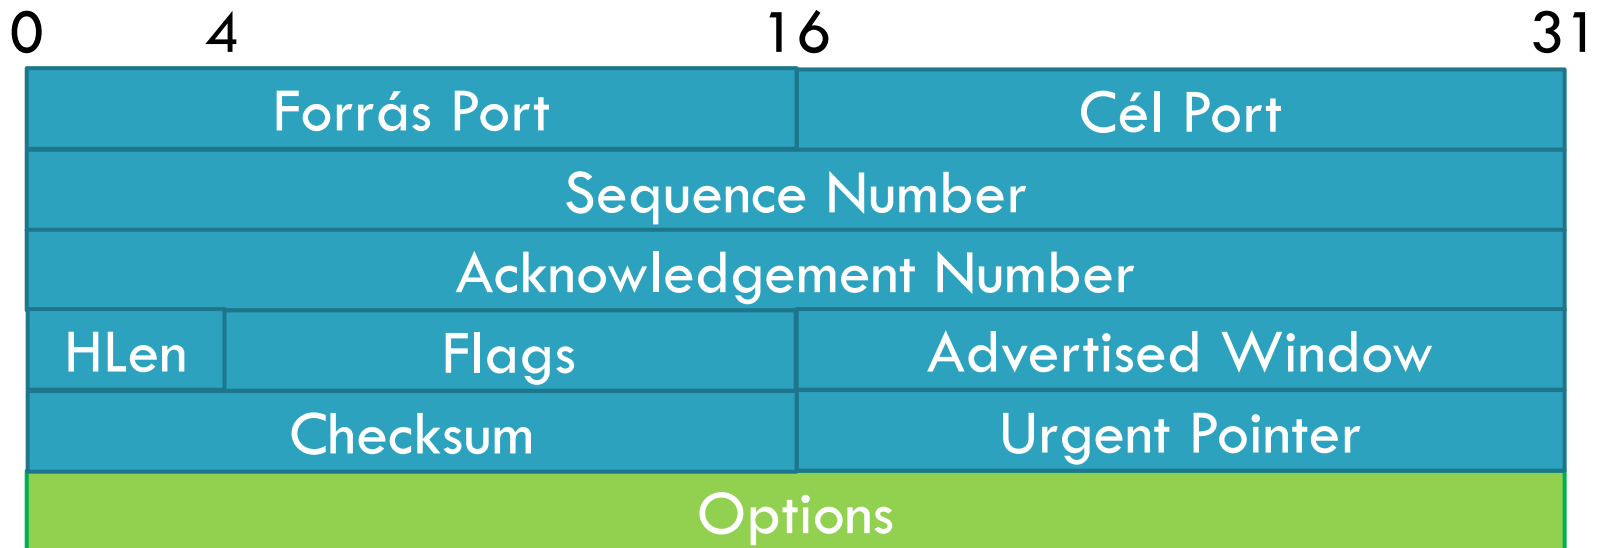 0 4 16 31
Forrás Port Cél Port
Sequence Number
Acknowledgement Number
HLen Flags Advertised Window
Checksum Urgent Pointer
Options